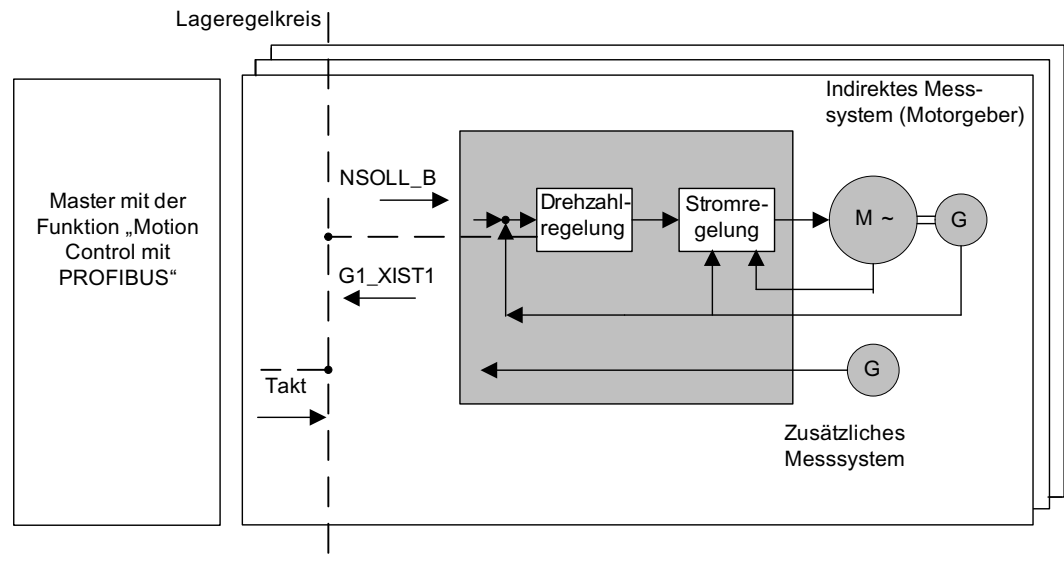 Lageregelkreis
Master mit der
Funktion „Motion
Control mit
PROFIBUS“
NSOLL_B
G1_XIST1
Takt
Drehzahl-
regelung
Stromre-
gelung
Indirektes Mess-
system (Motorgeber)
M ~
G
G
Zusätzliches
Messsystem